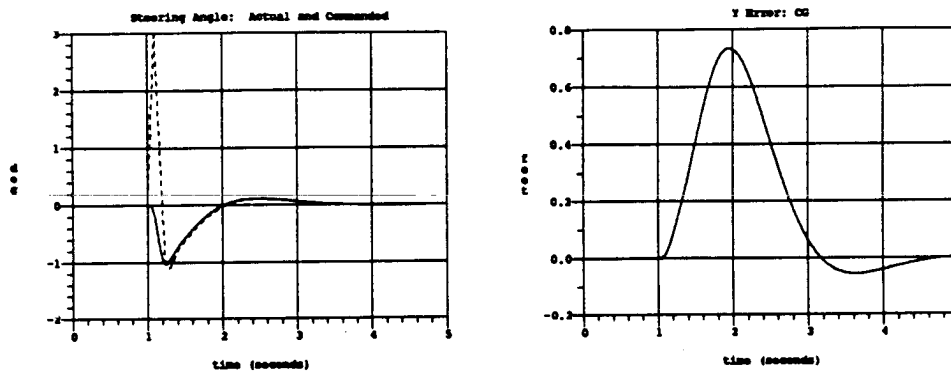 Steering Angle: Actual and Commanded
3
2
1
0
-1
-2
0 1 2 3 4 5
time (seconds)
Y Error: CG
0.8
0.6
0.4
0.2
0.0
-0.2
0 1 2 3 4
time (seconds)